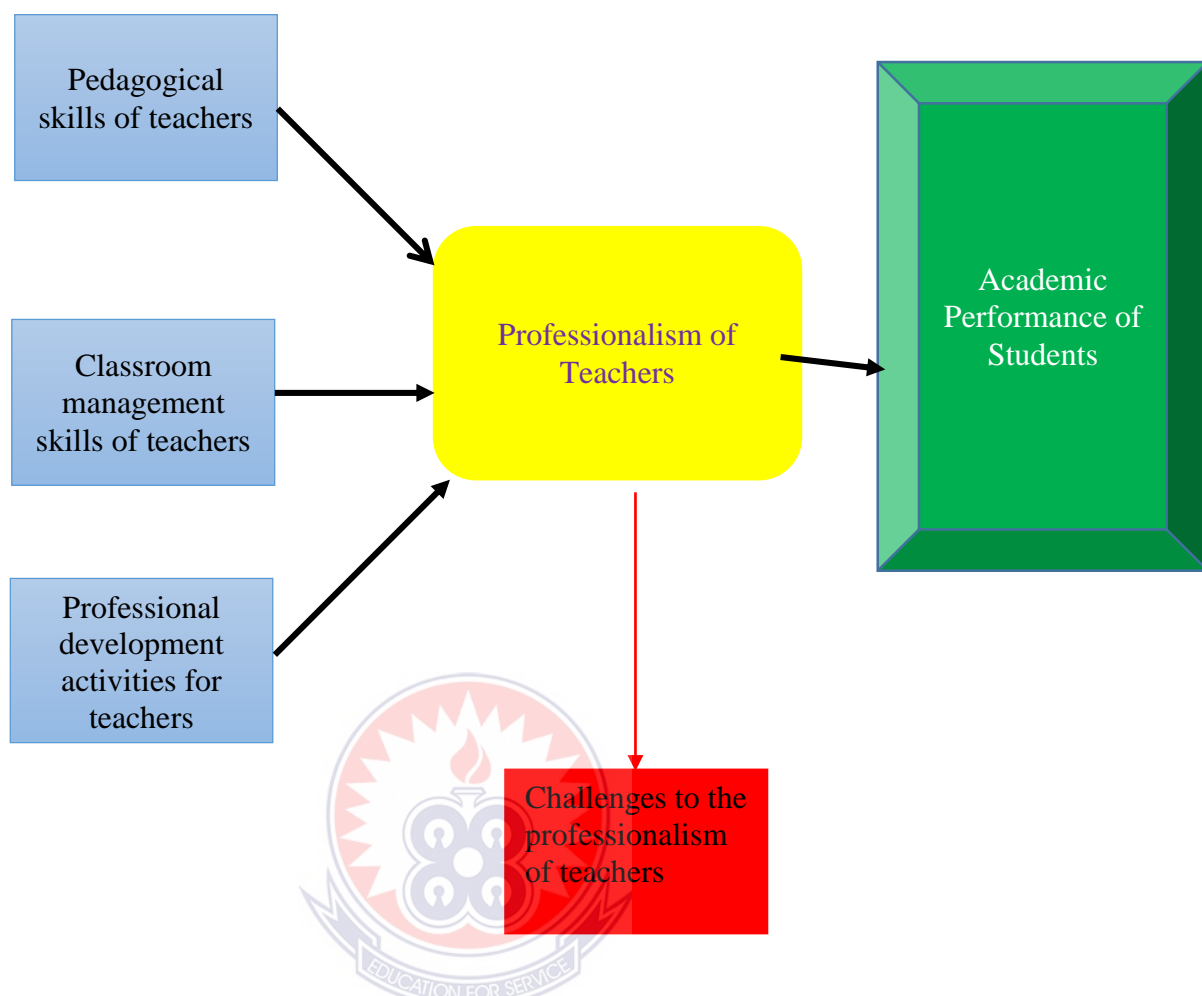 Pedagogical
skills of teachers
Classroom
management
skills of teachers
Professional
development
activities for
teachers
Professionalism of
Teachers
Academic
Performance of
Students
Challenges to the
professionalism
of teachers
EDUCATION FOR SERVICE